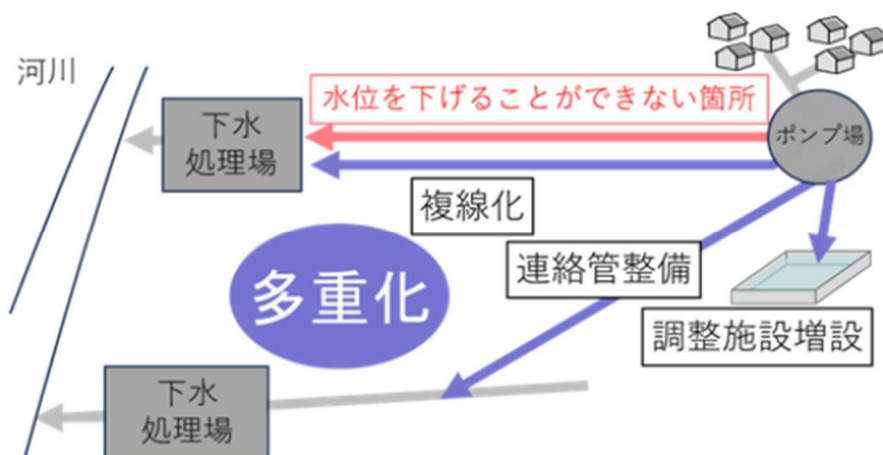 河川
水位を下げることができない箇所
下水
処理場
ポンプ場
複線化
連絡管整備
多重化
調整施設増設
下水
処理場